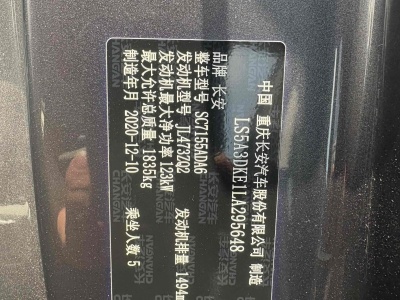 中国 重庆长安汽车股份有限公司 制造
LS5A3DKE1LA295648
品牌 长安
整车型号 SC7155ADA6
发动机型号 JL473ZQ2 发动机排量 1494m
发动机最大净功率 123kW
最大允许总质量 1835kg
制造年月 2020-12-10 乘坐人数 5